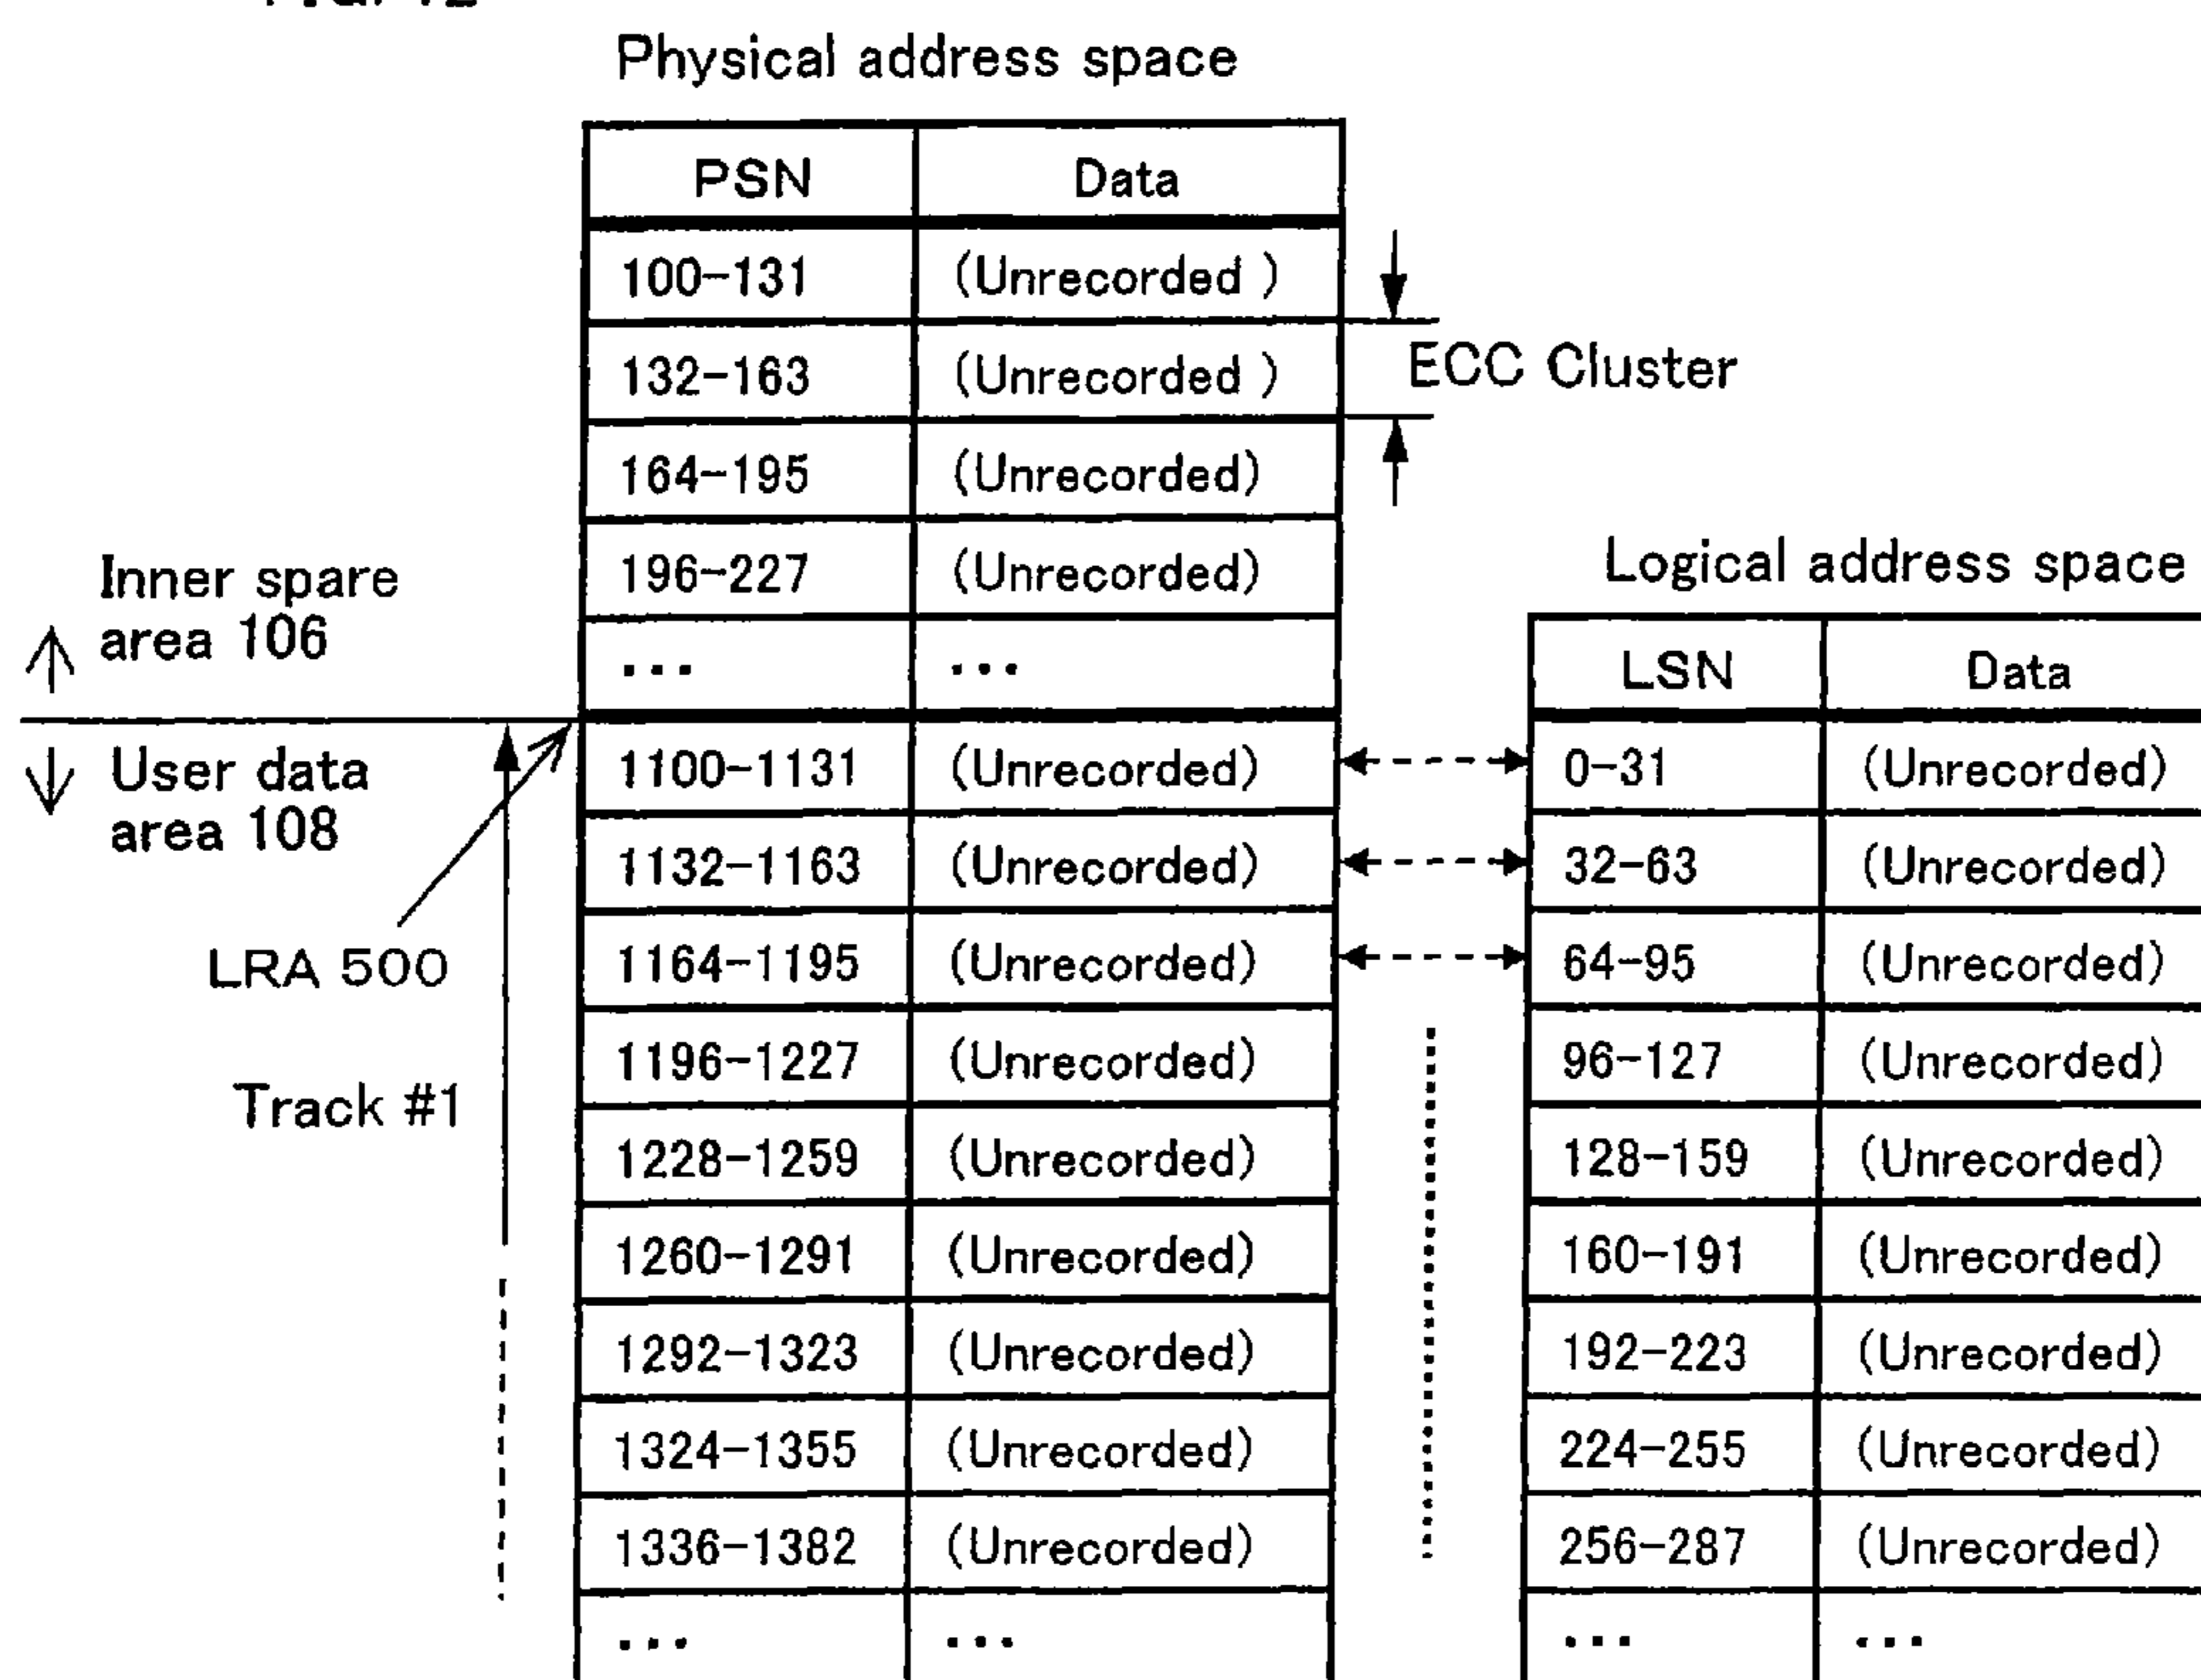 Physical address space
PSN Data
100-131 (Unrecorded )
132-163 (Unrecorded )
ECC Cluster
164-195 (Unrecorded)
196-227 (Unrecorded)
... ...
Inner spare
area 106
User data
area 108
LRA 500
Track #1
1100-1131 (Unrecorded)
1132-1163 (Unrecorded)
1164-1195 (Unrecorded)
1196-1227 (Unrecorded)
1228-1259 (Unrecorded)
1260-1291 (Unrecorded)
1292-1323 (Unrecorded)
1324-1355 (Unrecorded)
1336-1382 (Unrecorded)
... ...
Logical address space
LSN Data
0-31 (Unrecorded)
32-63 (Unrecorded)
64-95 (Unrecorded)
96-127 (Unrecorded)
128-159 (Unrecorded)
160-191 (Unrecorded)
192-223 (Unrecorded)
224-255 (Unrecorded)
256-287 (Unrecorded)
... ...